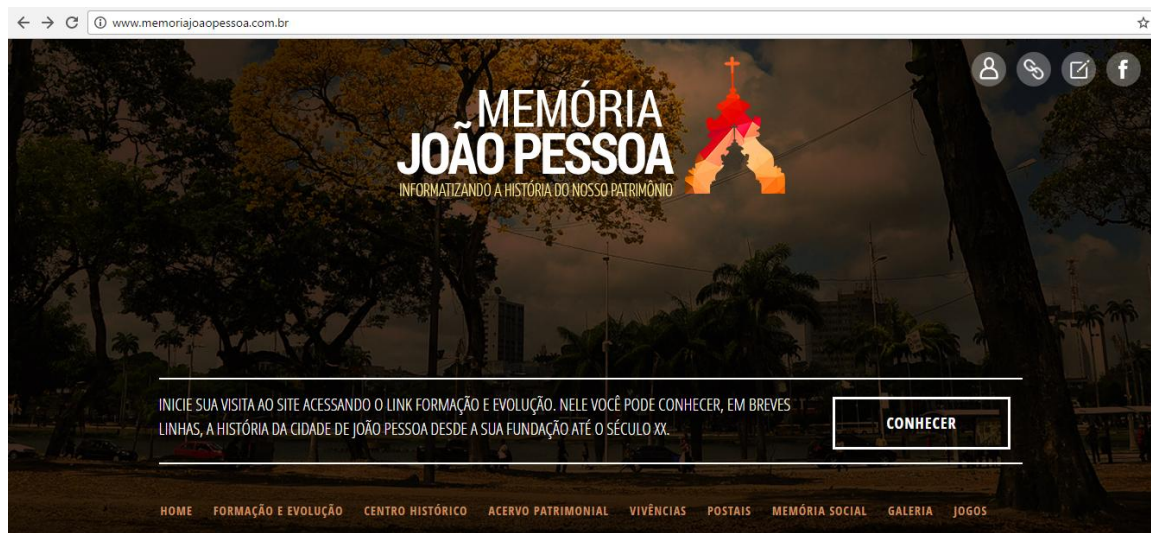 www.memoriajoaopessoa.com.br
MEMÓRIA
JOÃO PESSOA
INFORMATIZANDO A HISTÓRIA DO NOSSO PATRIMÔNIO
f
INICIE SUA VISITA AO SITE ACESSANDO O LINK FORMAÇÃO E EVOLUÇÃO. NELE VOCÊ PODE CONHECER, EM BREVES
LINHAS, A HISTÓRIA DA CIDADE DE JOÃO PESSOA DESDE A SUA FUNDAÇÃO ATÉ O SÉCULO XX.
CONHECER
HOME FORMAÇÃO E EVOLUÇÃO CENTRO HISTÓRICO ACERVO PATRIMONIAL VIVÊNCIAS POSTAIS MEMÓRIA SOCIAL GALERIA JOGOS